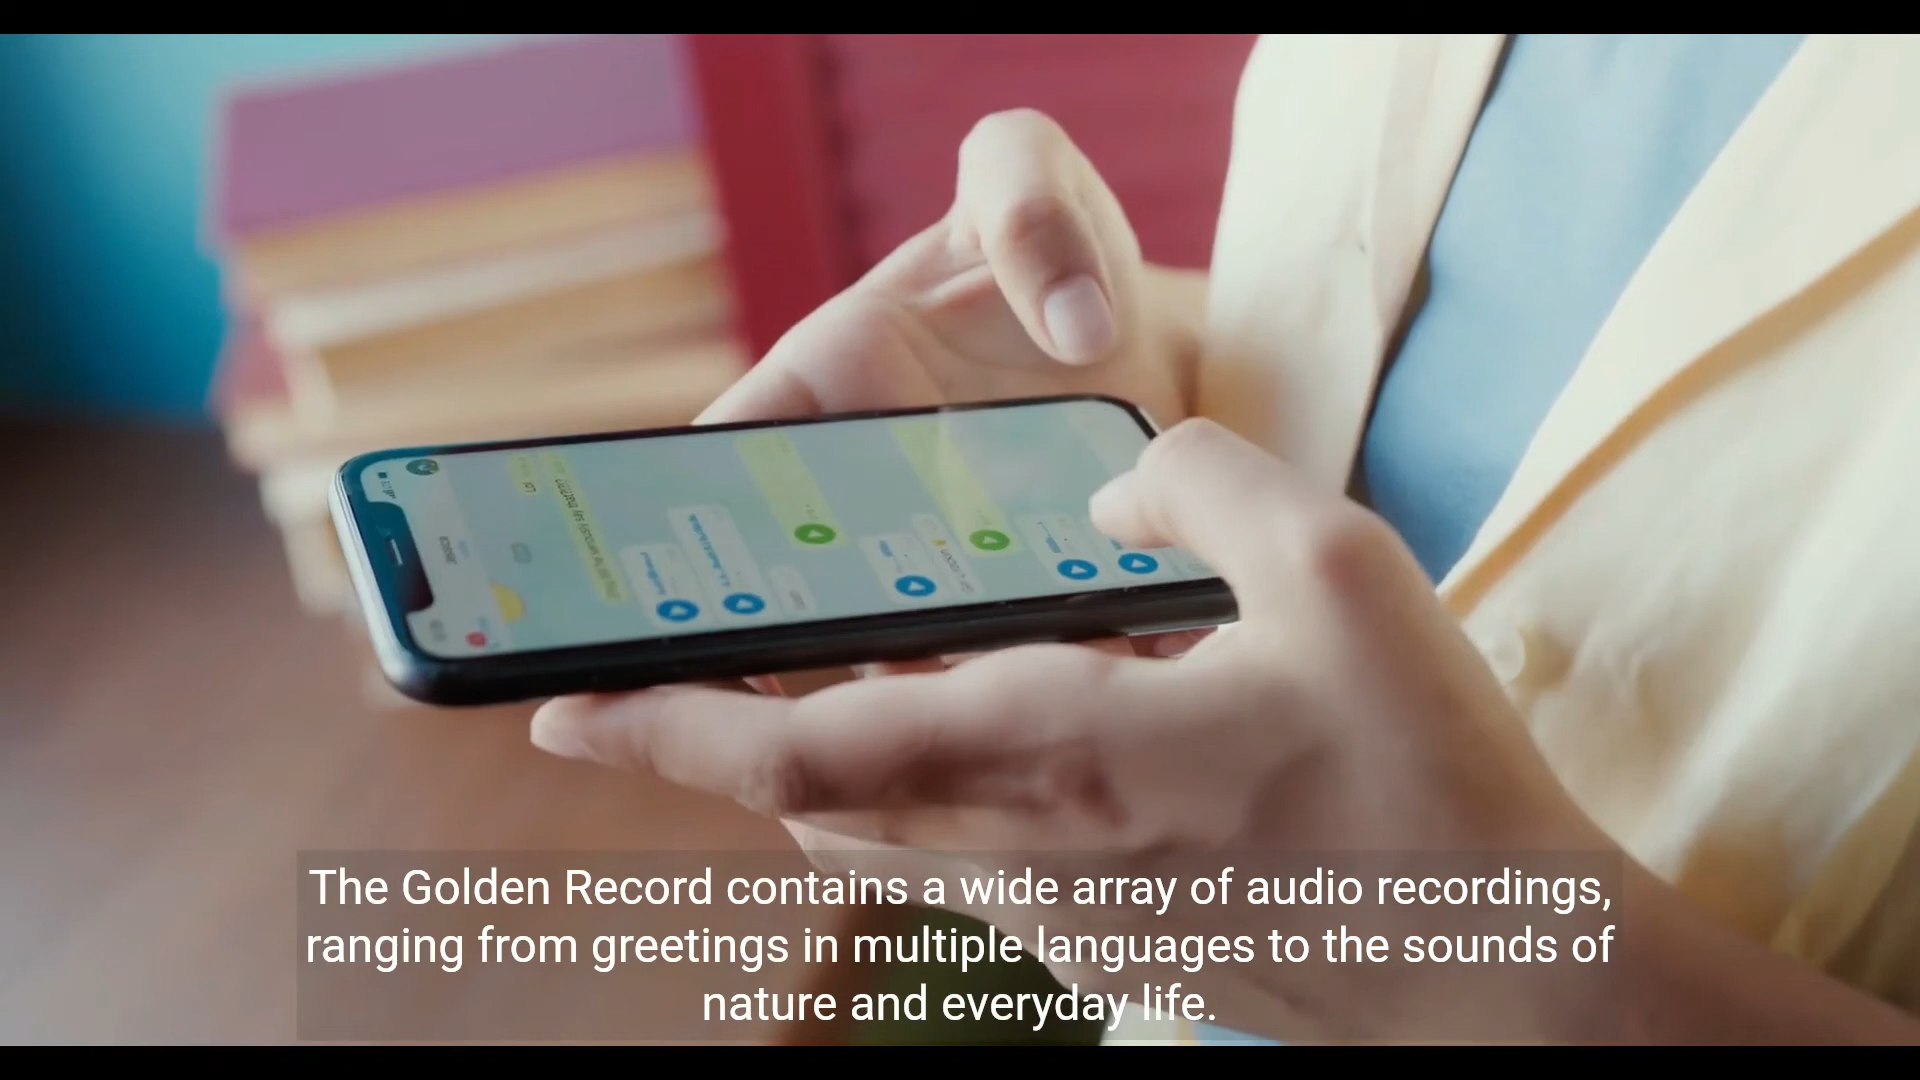 The Golden Record contains a wide array of audio recordings,
ranging from greetings in multiple languages to the sounds of
nature and everyday life.